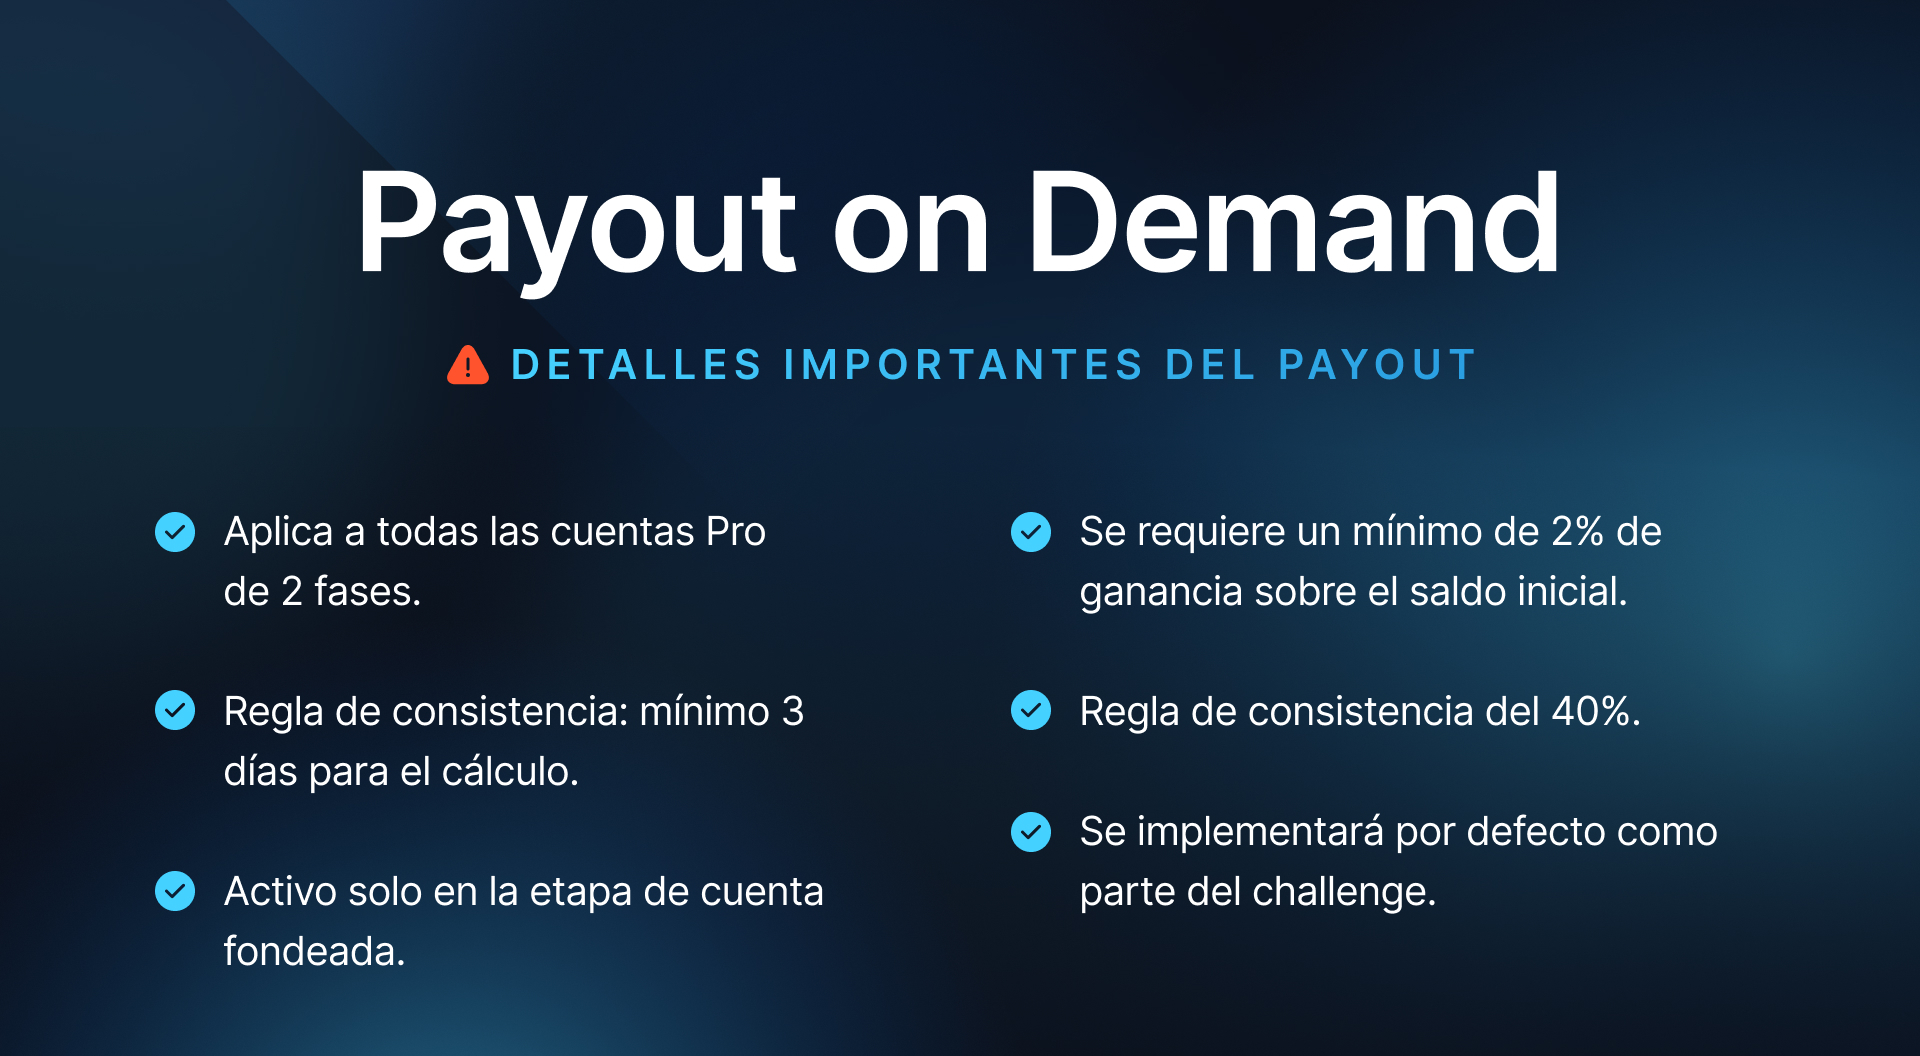 Payout on Demand
DETALLES IMPORTANTES DEL PAYOUT
Aplica a todas las cuentas Pro
de 2 fases.
Regla de consistencia: mínimo 3
días para el cálculo.
Activo solo en la etapa de cuenta
fondeada.
Se requiere un mínimo de 2% de
ganancia sobre el saldo inicial.
Regla de consistencia del 40%.
Se implementará por defecto como
parte del challenge.